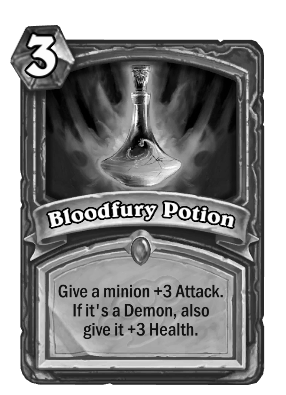 3
Bloodfury Potion
Give a minion +3 Attack.
If it's a Demon, also
give it +3 Health.